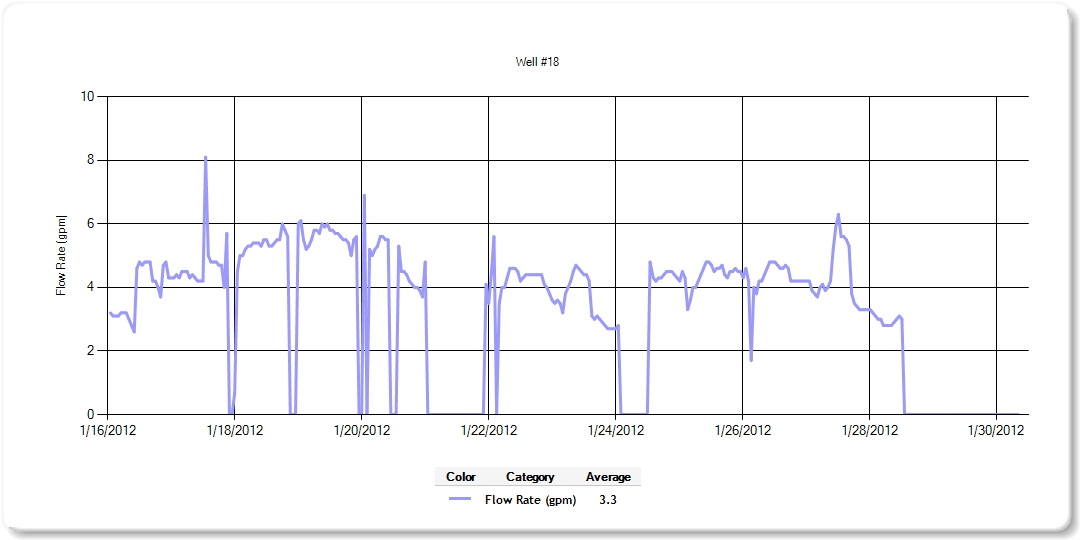 Well #18
10
8
6
4
2
0
Flow Rate (gpm)
1/16/2012 1/18/2012 1/20/2012 1/22/2012 1/24/2012 1/26/2012 1/28/2012 1/30/2012
Color Category Average
Flow Rate (gpm) 3.3